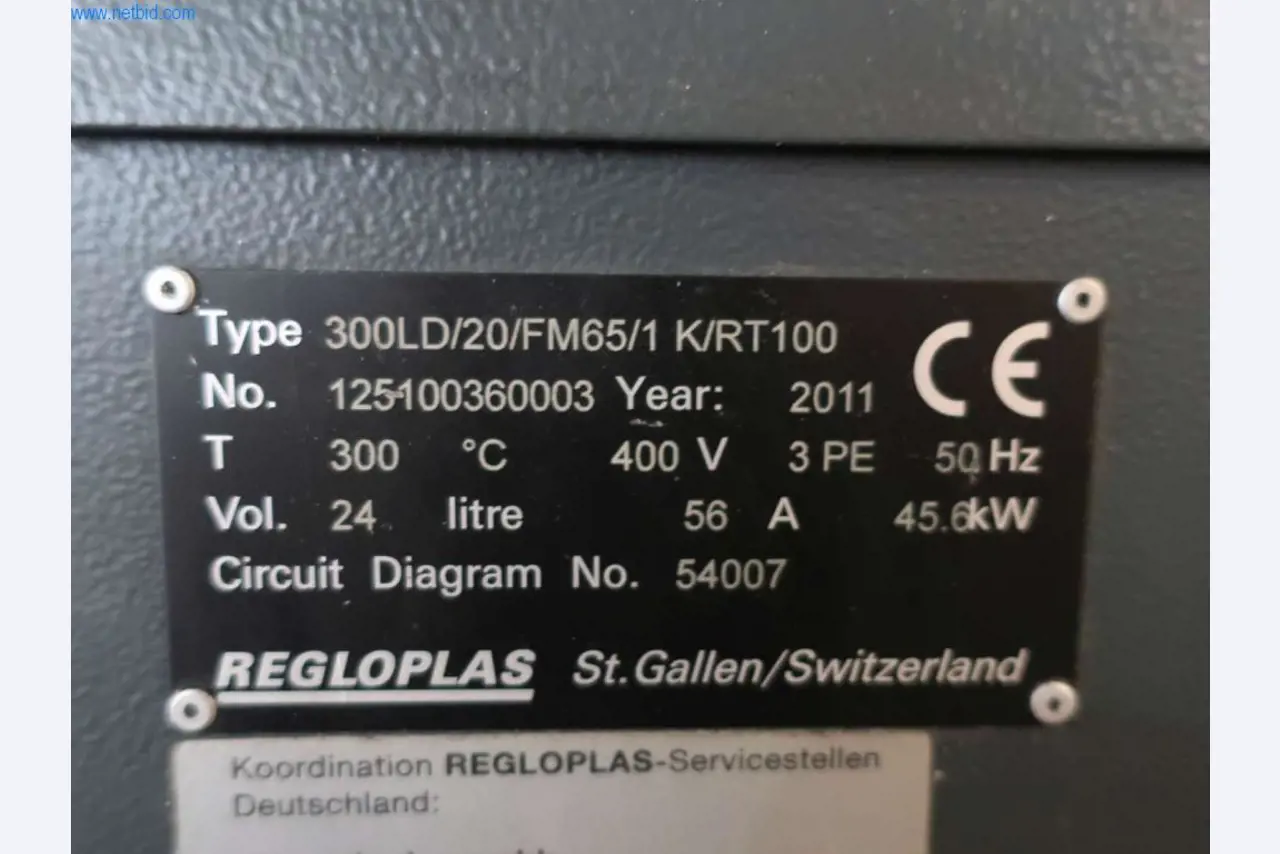 www.netbid.com
Type 300LD/20/FM65/1 K/RT100 CE
No. 125100360003 Year: 2011
T 300 °C 400 V 3 PE 50 Hz
Vol. 24 litre 56 A 45.6kW
Circuit Diagram No. 54007
REGLOPLAS St. Gallen/Switzerland
Koordination REGLOPLAS-Servicestellen
Deutschland: